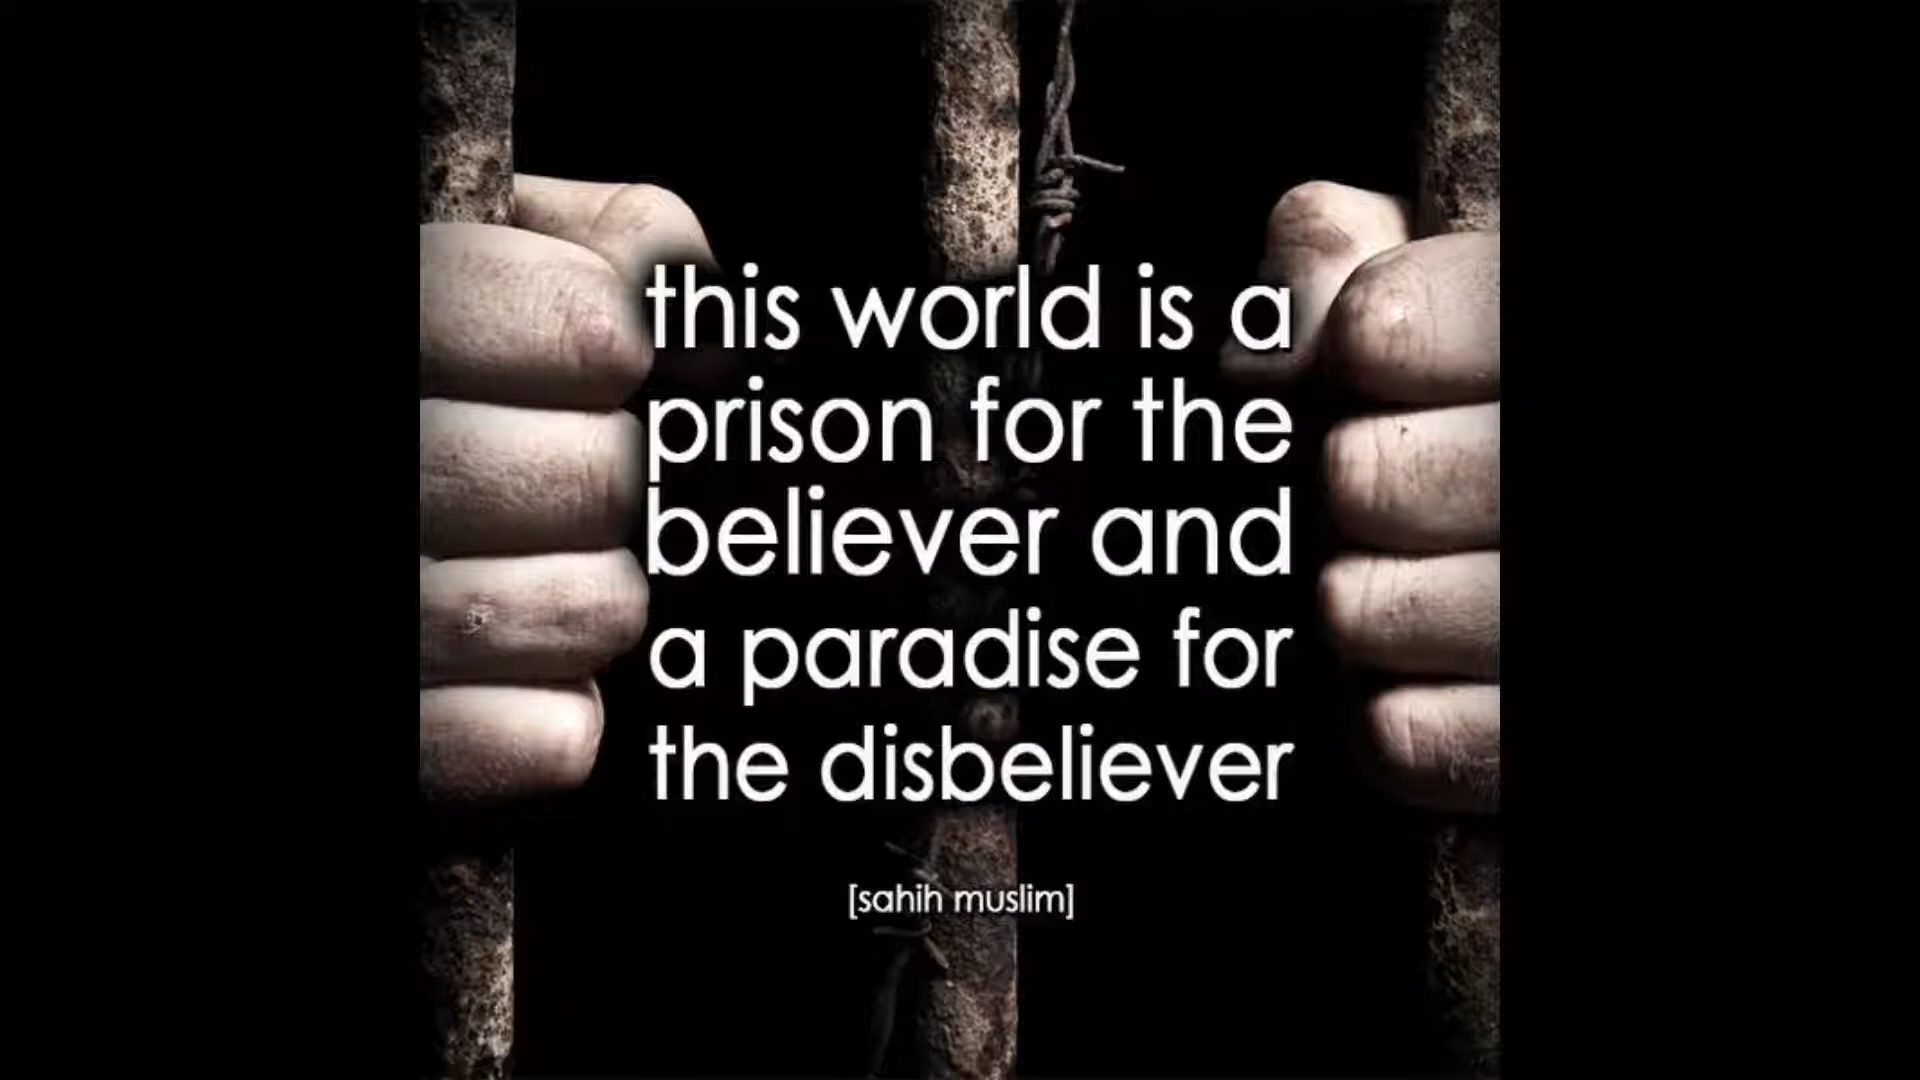 this world is a
prison for the
believer and
a paradise for
the disbeliever
[sahih muslim]